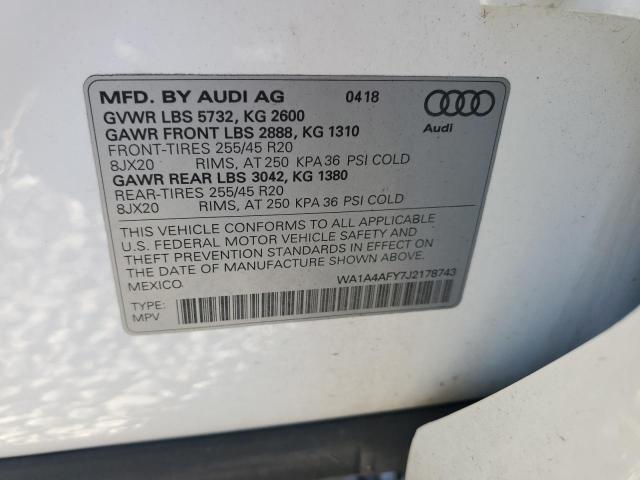 MFD. BY AUDI AG 0418
GVWR LBS 5732, KG 2600
GAWR FRONT LBS 2888, KG 1310
FRONT-TIRES 255/45 R20
8JX20 RIMS, AT 250 KPA 36 PSI COLD
GAWR REAR LBS 3042, KG 1380
REAR-TIRES 255/45 R20
8JX20 RIMS, AT 250 KPA 36 PSI COLD
Audi
THIS VEHICLE CONFORMS TO ALL APPLICABLE
U.S. FEDERAL MOTOR VEHICLE SAFETY AND
THEFT PREVENTION STANDARDS IN EFFECT ON
THE DATE OF MANUFACTURE SHOWN ABOVE.
MEXICO. WA1A4AFY7J2178743
TYPE:
MPV